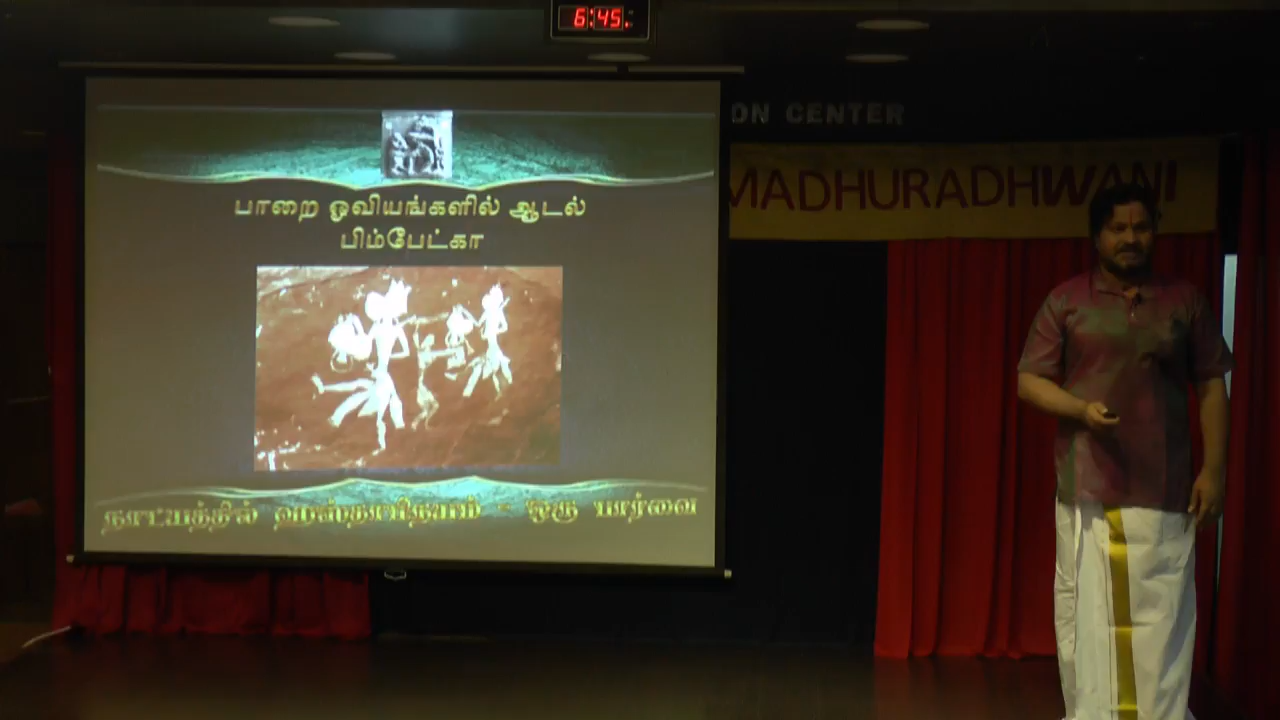 6:45
ON CENTER
MADHURADHWANI
பாறை ஓவியங்களில் ஆடல்
பிம்பேட்கா
நாட்யத்தில் ஹஸ்தாபிநயம் - ஒரு பார்வை